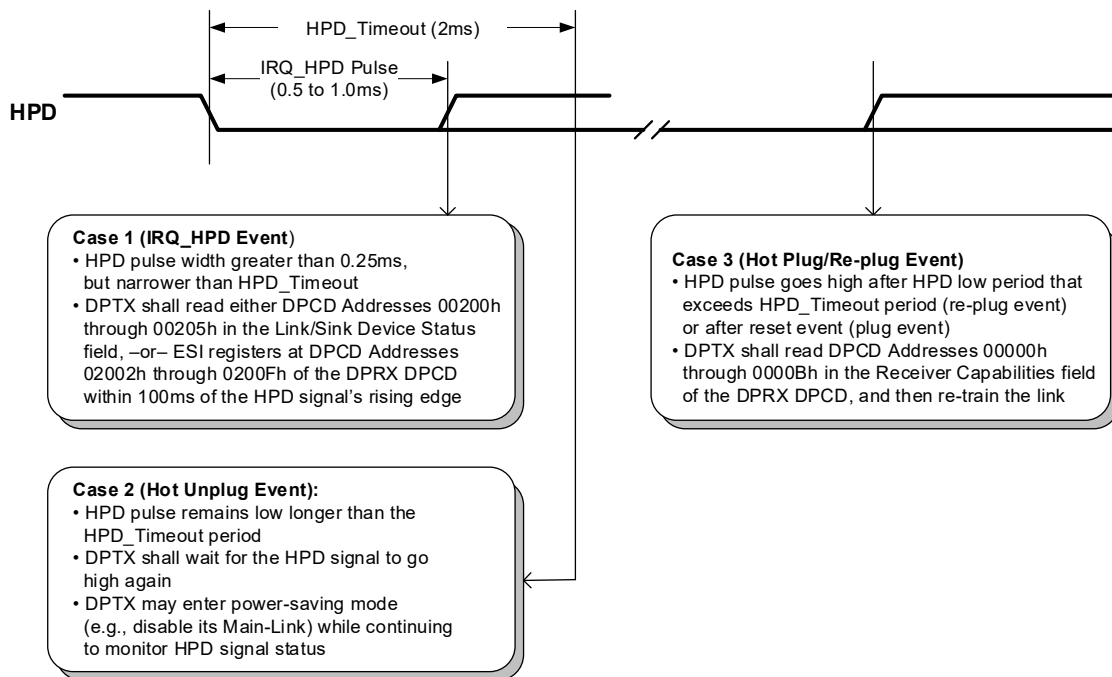 HPD_Timeout (2ms)
IRQ_HPD Pulse
(0.5 to 1.0ms)
HPD
Case 1 (IRQ_HPD Event)
• HPD pulse width greater than 0.25ms,
but narrower than HPD_Timeout
• DPTX shall read either DPCD Addresses 00200h
through 00205h in the Link/Sink Device Status
field, –or– ESI registers at DPCD Addresses
02002h through 0200Fh of the DPRX DPCD
within 100ms of the HPD signal’s rising edge
Case 3 (Hot Plug/Re-plug Event)
• HPD pulse goes high after HPD low period that
exceeds HPD_Timeout period (re-plug event)
or after reset event (plug event)
• DPTX shall read DPCD Addresses 00000h
through 0000Bh in the Receiver Capabilities field
of the DPRX DPCD, and then re-train the link
Case 2 (Hot Unplug Event):
• HPD pulse remains low longer than the
HPD_Timeout period
• DPTX shall wait for the HPD signal to go
high again
• DPTX may enter power-saving mode
(e.g., disable its Main-Link) while continuing
to monitor HPD signal status